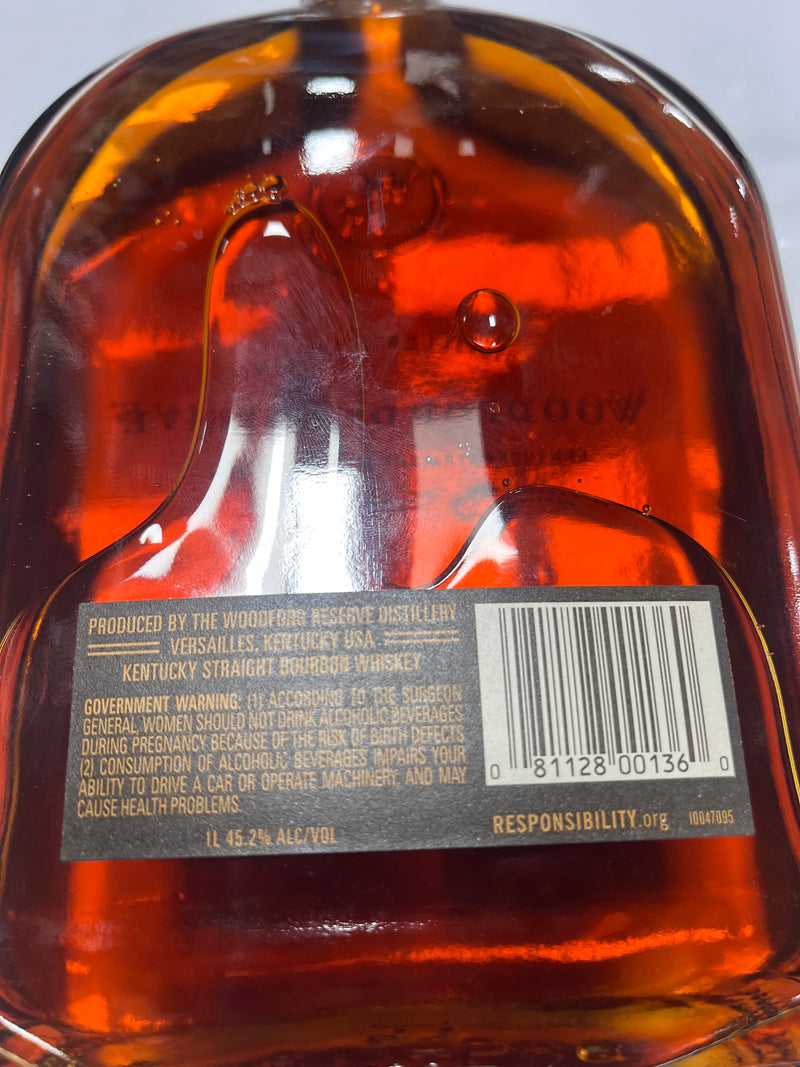 WOODFORD RESERVE
PRODUCED BY THE WOODFORD RESERVE DISTILLERY
VERSAILLES, KENTUCKY USA
KENTUCKY STRAIGHT BOURBON WHISKEY
GOVERNMENT WARNING: (1) ACCORDING TO THE SURGEON
GENERAL, WOMEN SHOULD NOT DRINK ALCOHOLIC BEVERAGES
DURING PREGNANCY BECAUSE OF THE RISK OF BIRTH DEFECTS
(2) CONSUMPTION OF ALCOHOLIC BEVERAGES IMPAIRS YOUR
ABILITY TO DRIVE A CAR OR OPERATE MACHINERY, AND MAY
CAUSE HEALTH PROBLEMS.
1L 45.2% ALC/VOL
0 81128 00136 0
RESPONSIBILITY.org 10047095